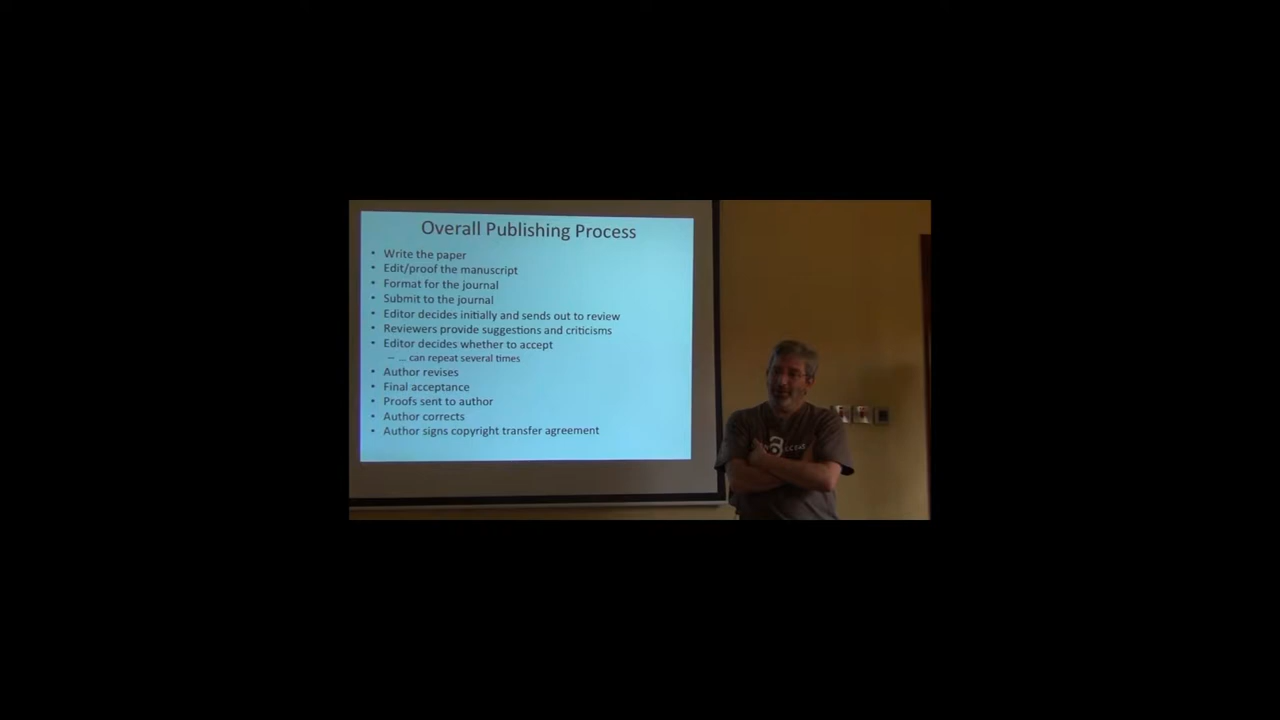 Overall Publishing Process
• Write the paper
• Edit/proof the manuscript
• Format for the journal
• Submit to the journal
• Editor decides initially and sends out to review
• Reviewers provide suggestions and criticisms
• Editor decides whether to accept
– ... can repeat several times
• Author revises
• Final acceptance
• Proofs sent to author
• Author corrects
• Author signs copyright transfer agreement